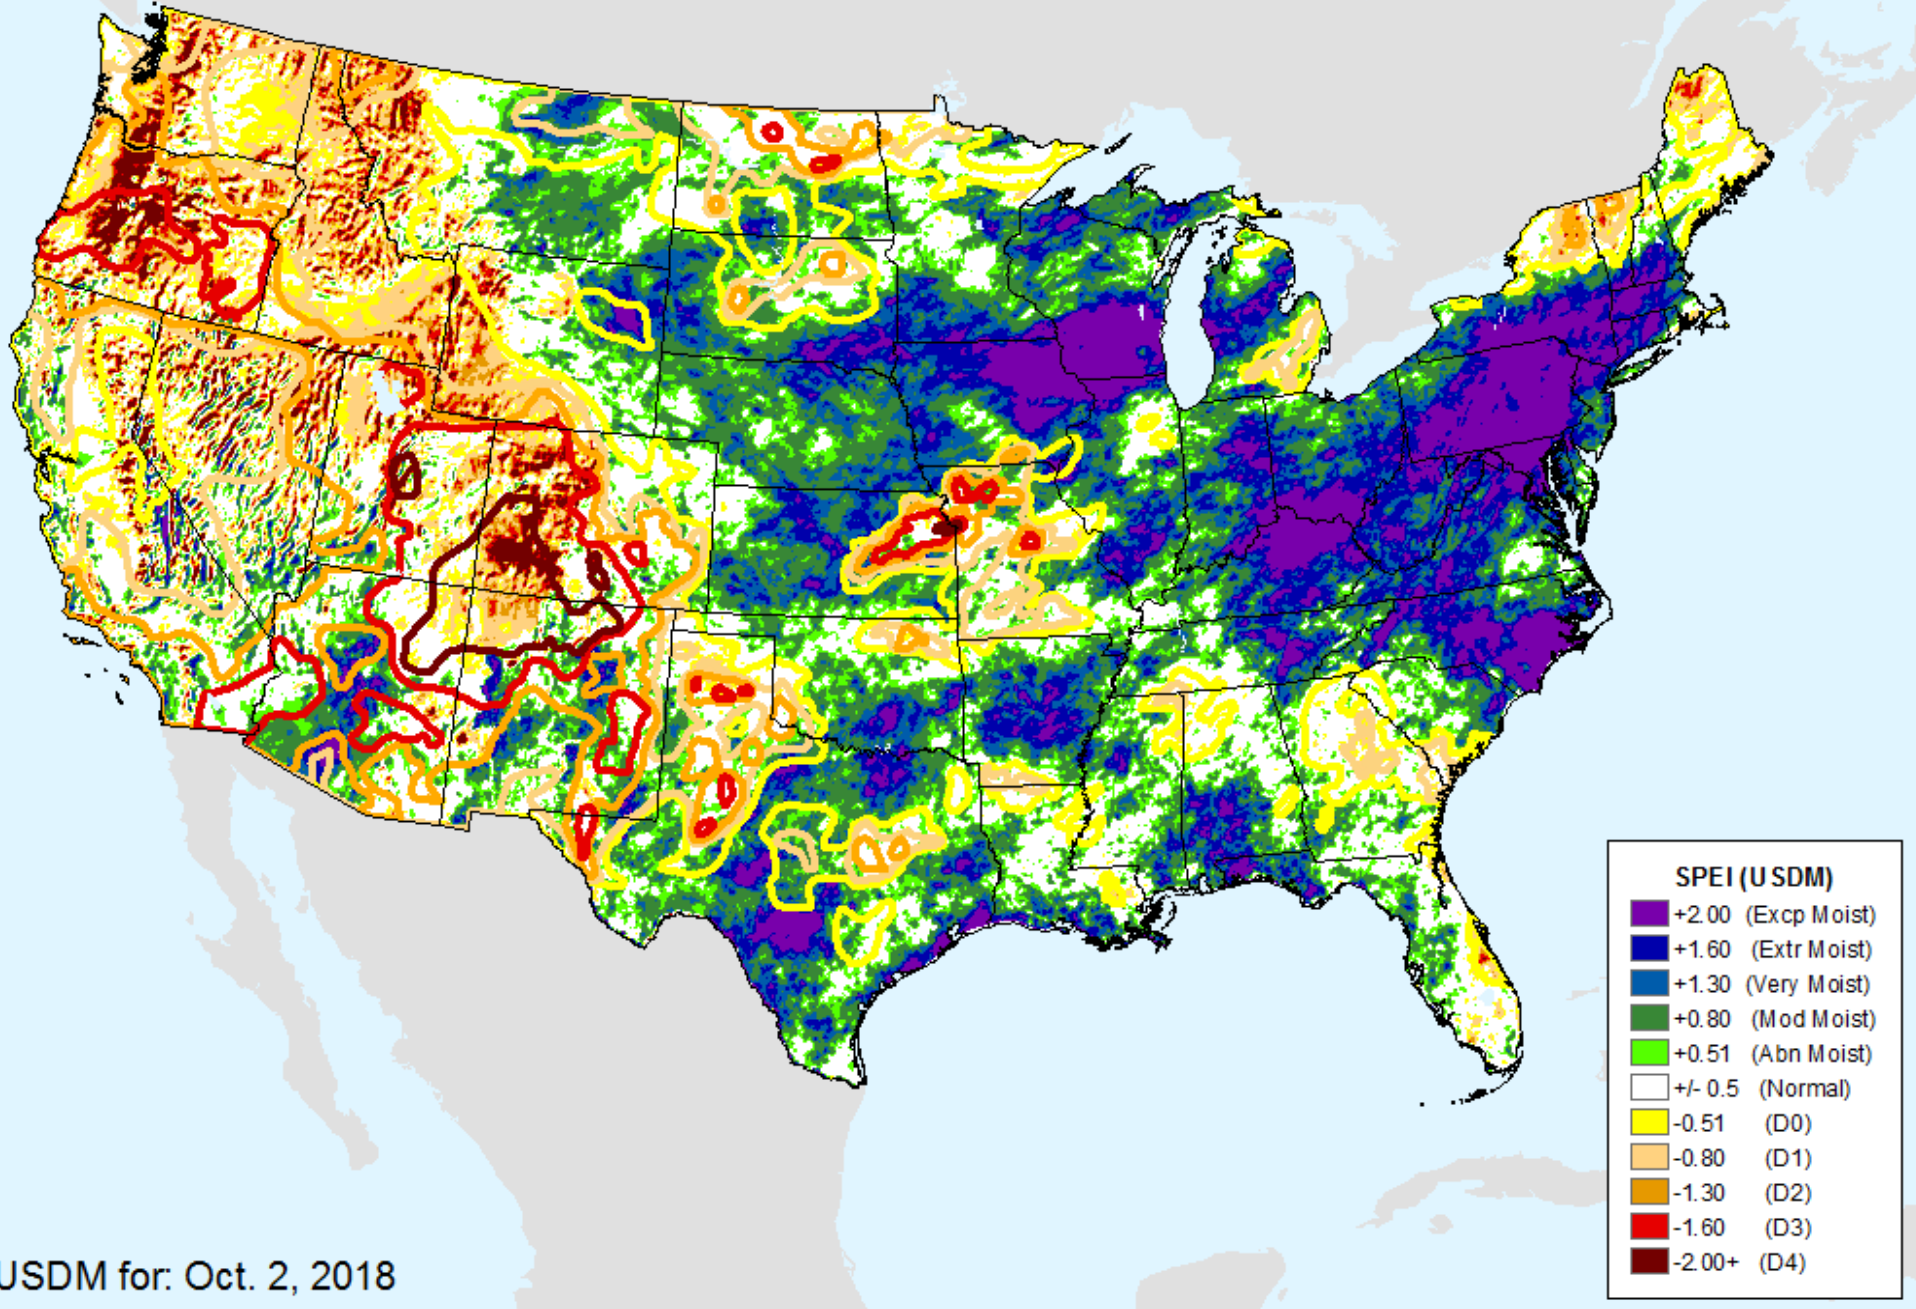 SPEI (USDM)
+2.00 (Excp Moist)
+1.60 (Extr Moist)
+1.30 (Very Moist)
+0.80 (Mod Moist)
+0.51 (Abn Moist)
+/- 0.5 (Normal)
-0.51 (D0)
-0.80 (D1)
-1.30 (D2)
-1.60 (D3)
-2.00+ (D4)
USDM for: Oct. 2, 2018